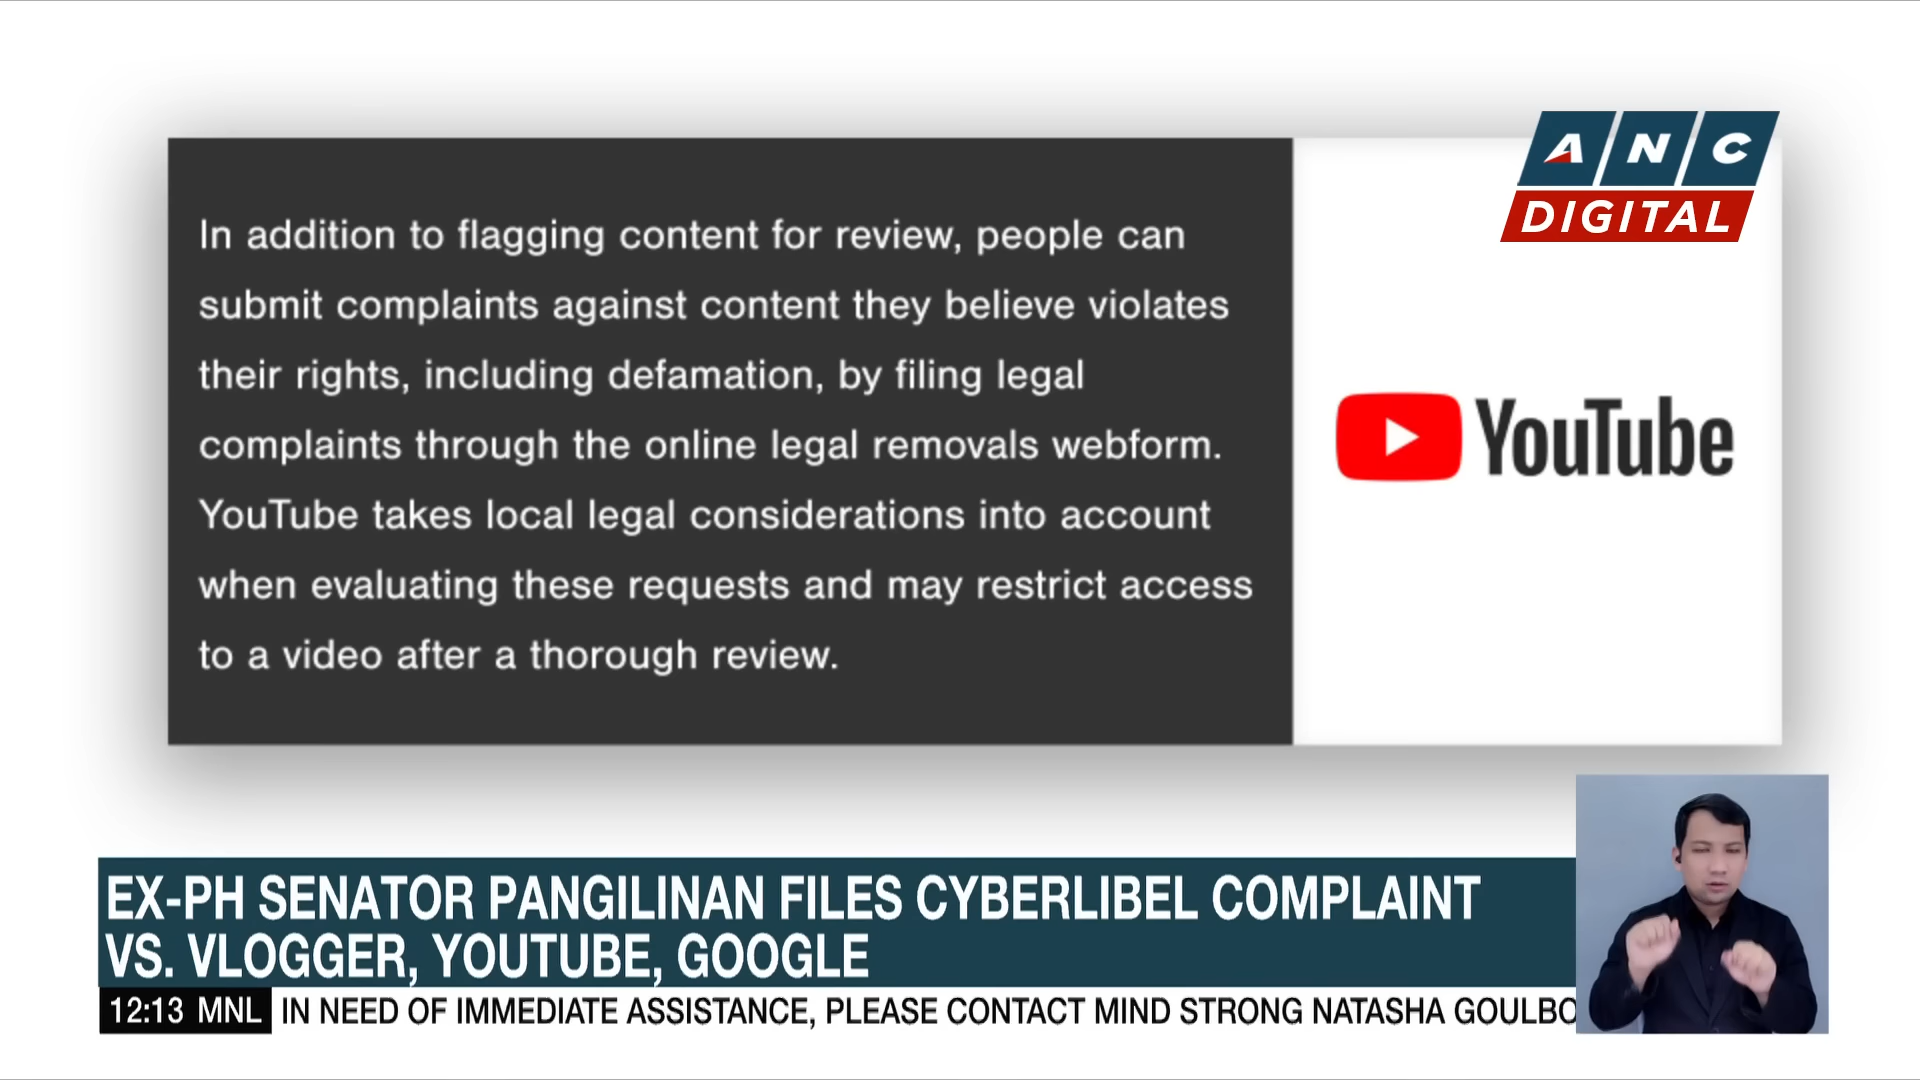 ANC
DIGITAL
In addition to flagging content for review, people can
submit complaints against content they believe violates
their rights, including defamation, by filing legal
complaints through the online legal removals webform.
YouTube takes local legal considerations into account
when evaluating these requests and may restrict access
to a video after a thorough review.
YouTube
EX-PH SENATOR PANGILINAN FILES CYBERLIBEL COMPLAINT
VS. VLOGGER, YOUTUBE, GOOGLE
12:13 MNL IN NEED OF IMMEDIATE ASSISTANCE, PLEASE CONTACT MIND STRONG NATASHA